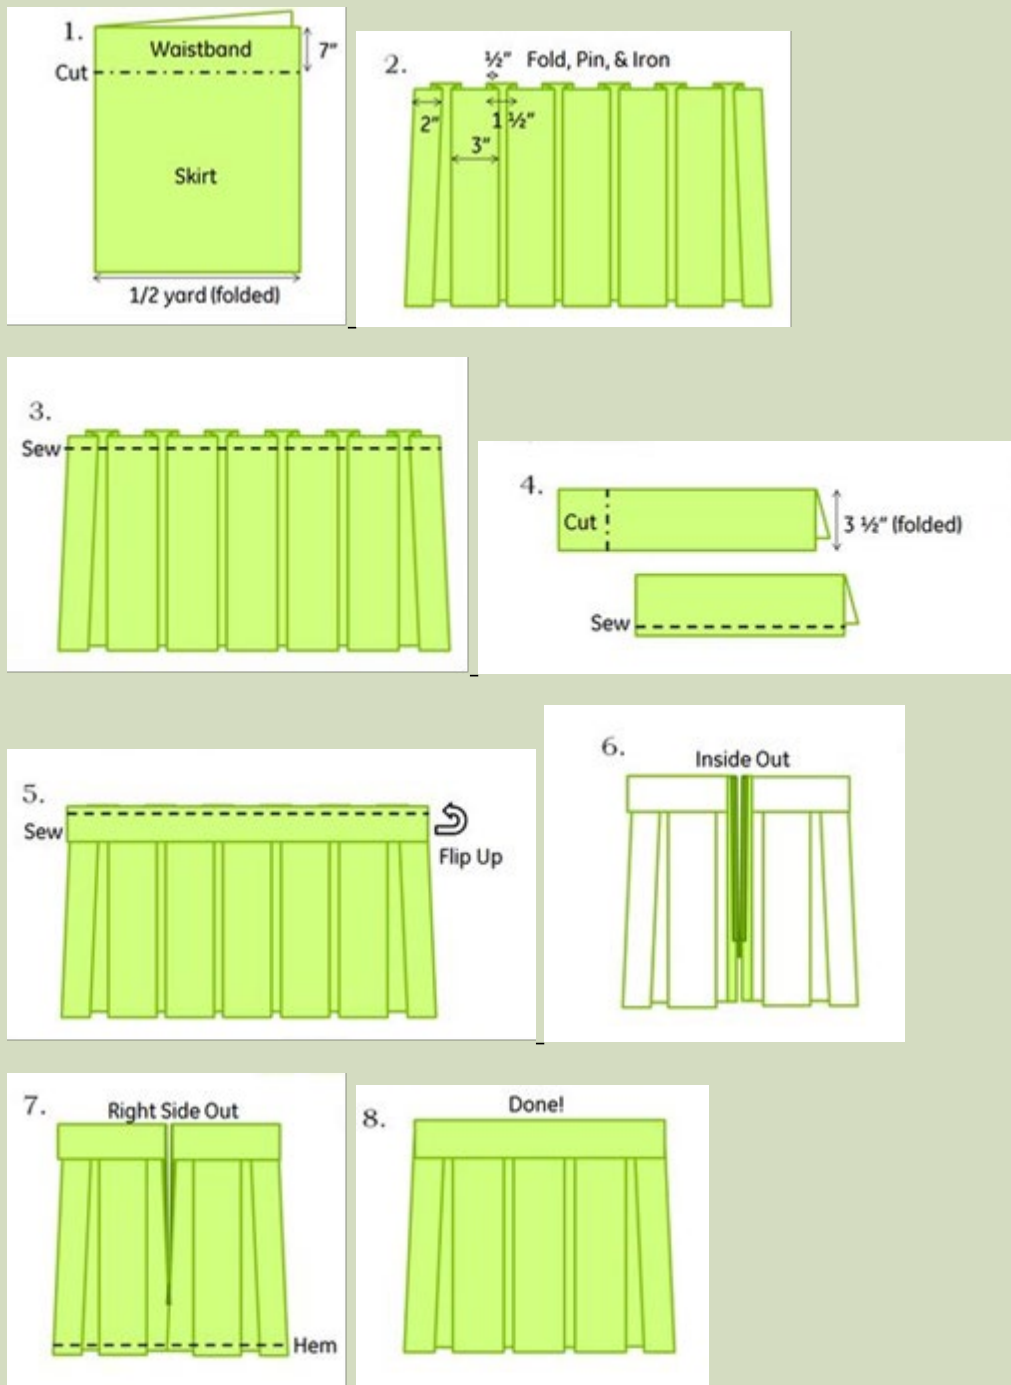 1.
Waistband
7"
Cut
Skirt
1/2 yard (folded)
2.
½" Fold, Pin, & Iron
2"
1 ½"
3"
3.
Sew
4.
Cut
3 ½" (folded)
Sew
5.
Sew
Flip Up
6.
Inside Out
7.
Right Side Out
Hem
8.
Done!